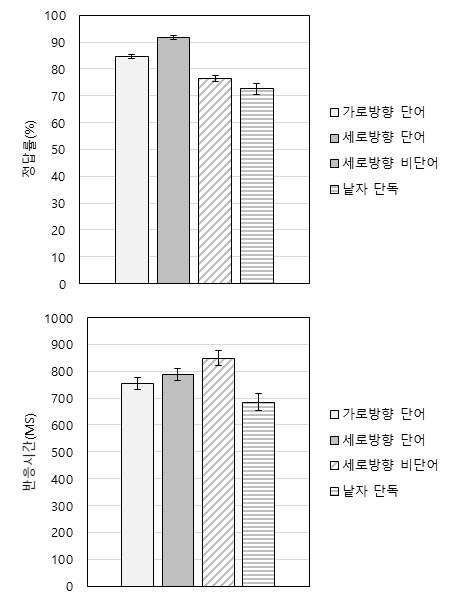 100
90
80
70
60
50
40
30
20
10
0
정답률(%)
가로방향 단어
세로방향 단어
세로방향 비단어
낱자 단독
1000
900
800
700
600
500
400
300
200
100
0
반응시간(MS)
가로방향 단어
세로방향 단어
세로방향 비단어
낱자 단독